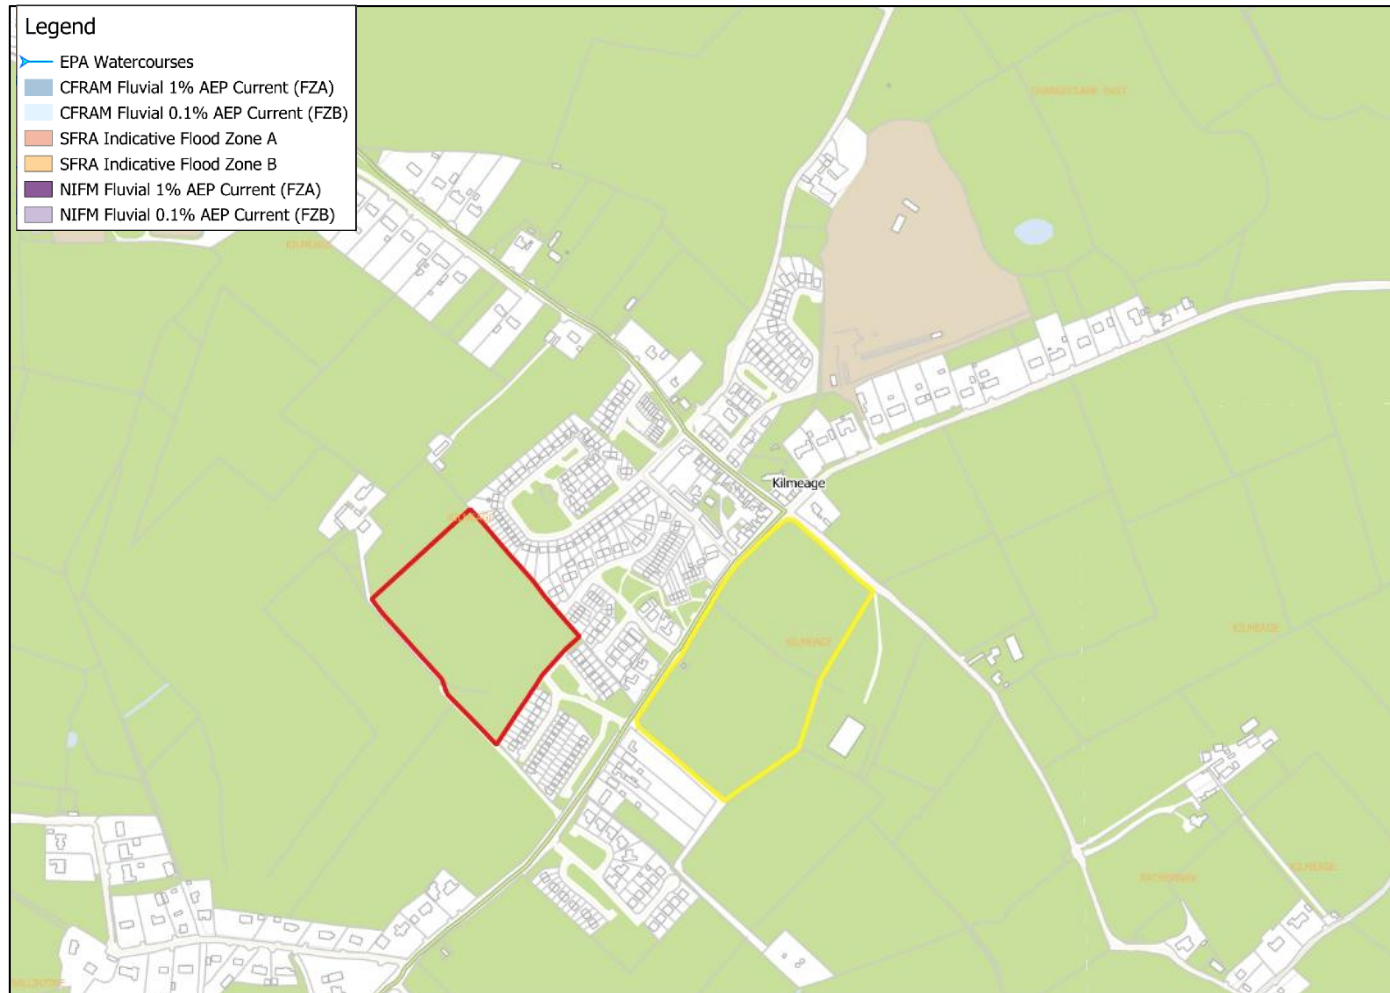 Legend
EPA Watercourses
CFRAM Fluvial 1% AEP Current (FZA)
CFRAM Fluvial 0.1% AEP Current (FZB)
SFRA Indicative Flood Zone A
SFRA Indicative Flood Zone B
NIFM Fluvial 1% AEP Current (FZA)
NIFM Fluvial 0.1% AEP Current (FZB)
KILMEAGE
Kilmeage
KILMEAGE
KILMEAGE
KILMEAGE